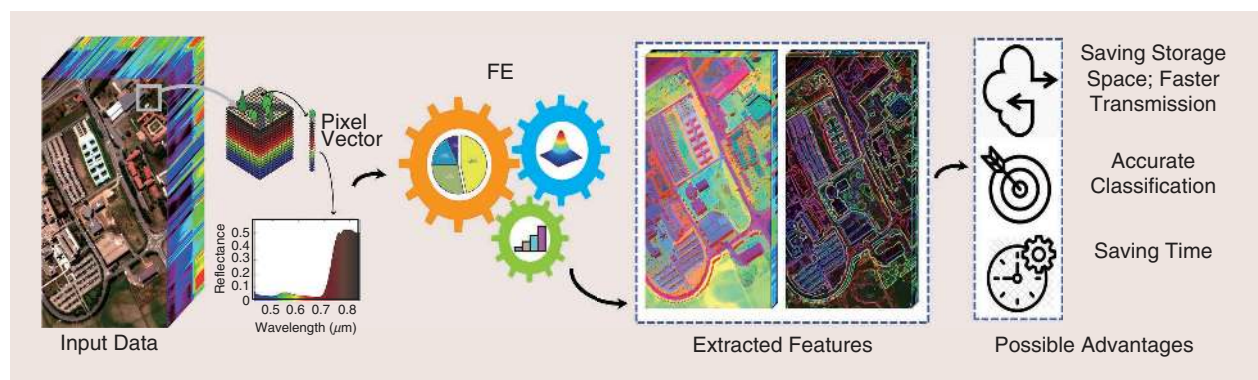 FE
Pixel
Vector
Reflectance
0.5
0.4
0.3
0.2
0.1
0
0.5 0.6 0.7 0.8
Wavelength (μm)
Input Data
Extracted Features
Saving Storage
Space; Faster
Transmission
Accurate
Classification
Saving Time
Possible Advantages